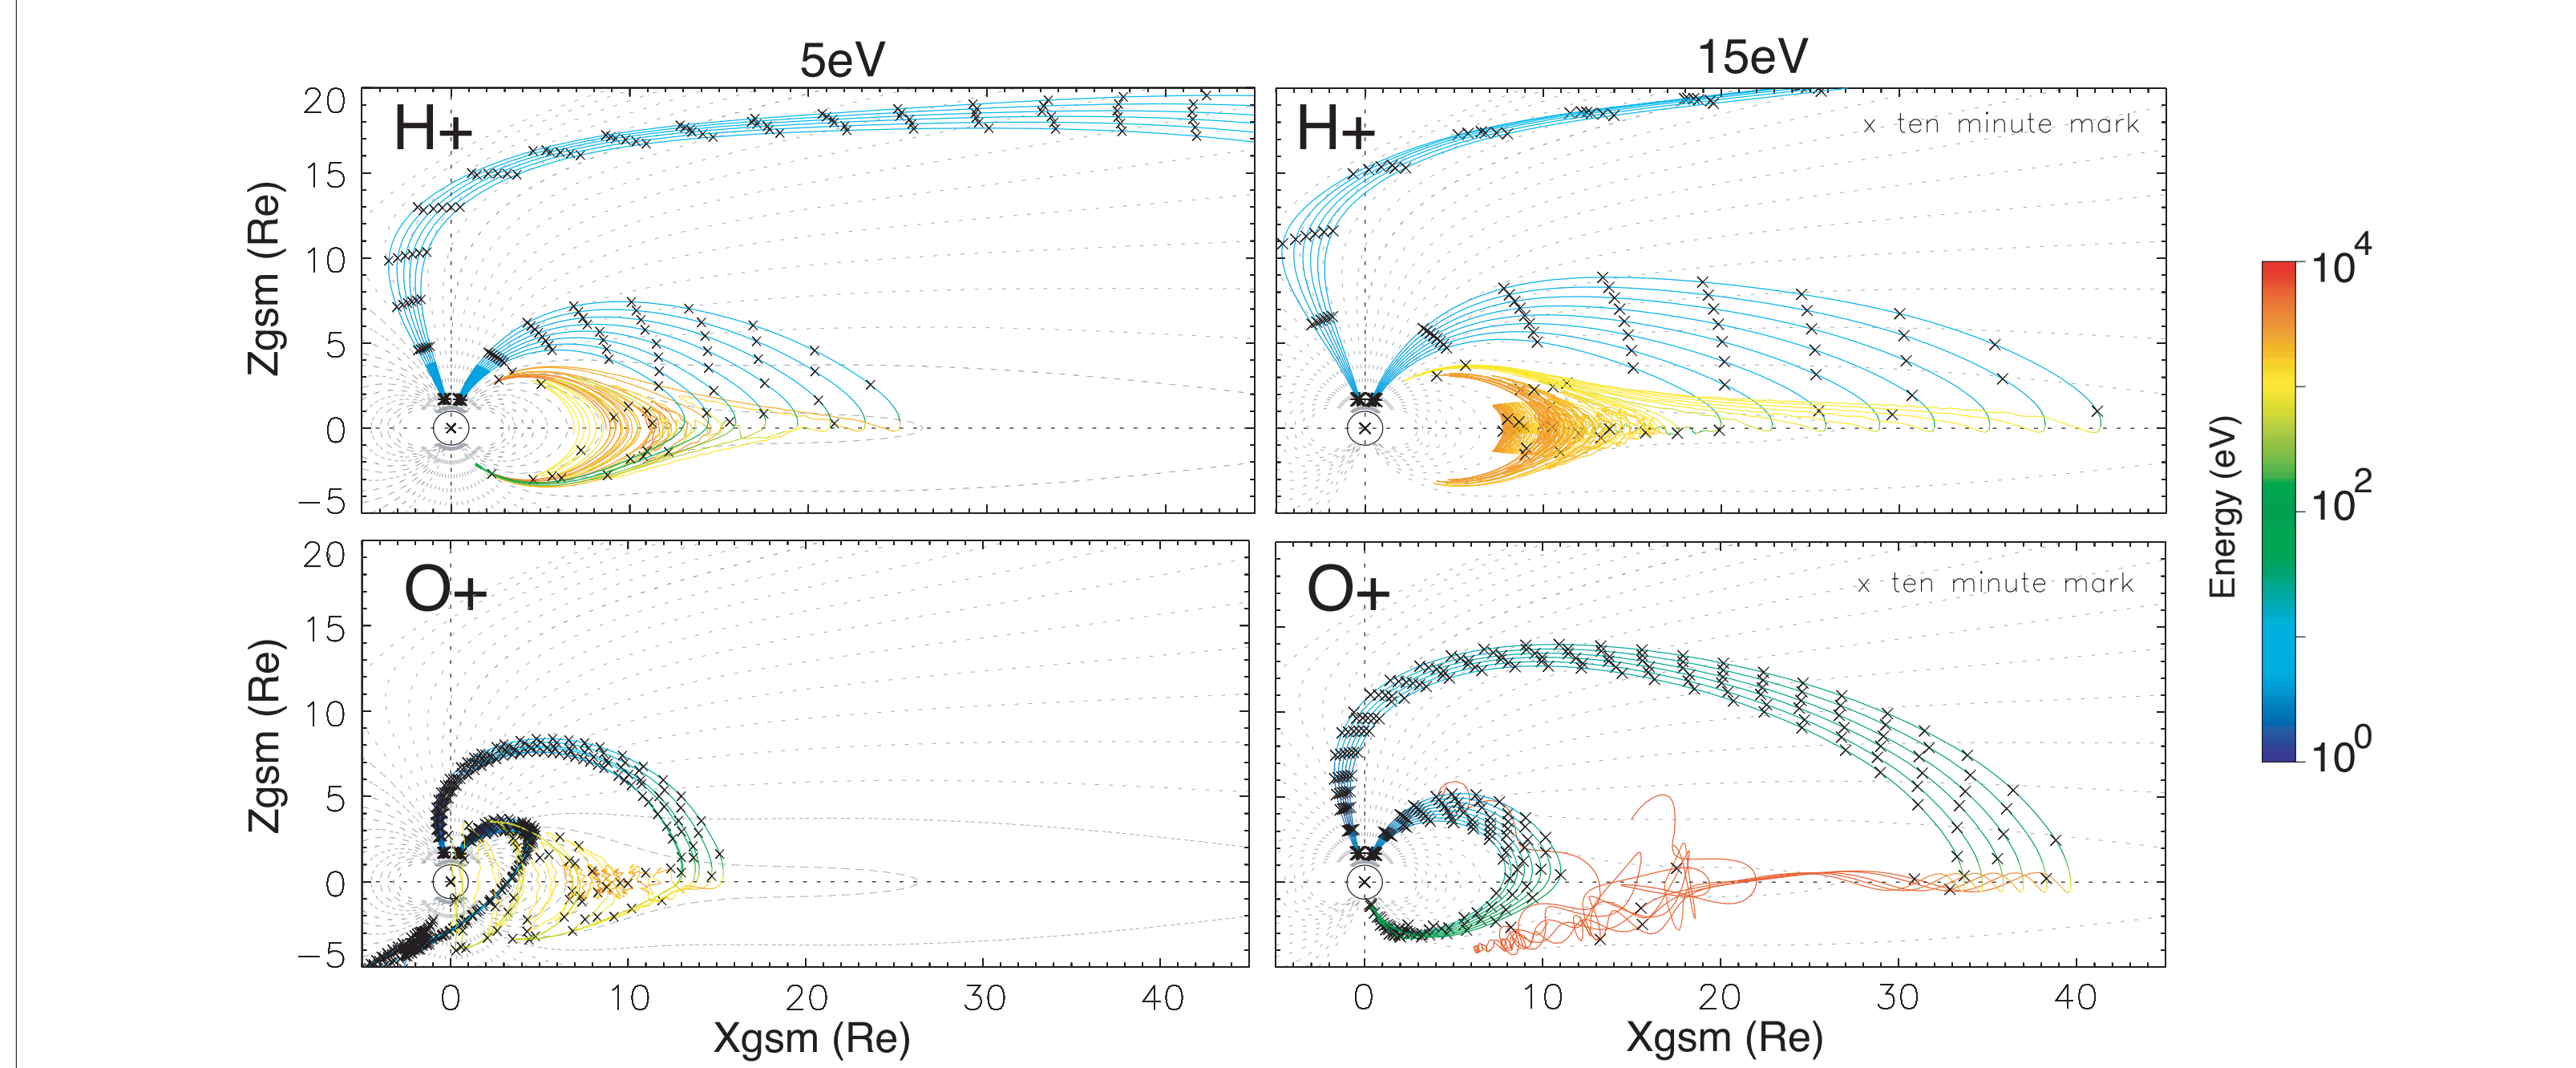 5eV
15eV
H+
H+
x ten minute mark
20
15
10
5
0
−5
Zgsm (Re)
10^4
10^2
10^0
Energy (eV)
O+
O+
x ten minute mark
20
15
10
5
0
−5
Zgsm (Re)
0 10 20 30 40
0 10 20 30 40
Xgsm (Re)
Xgsm (Re)